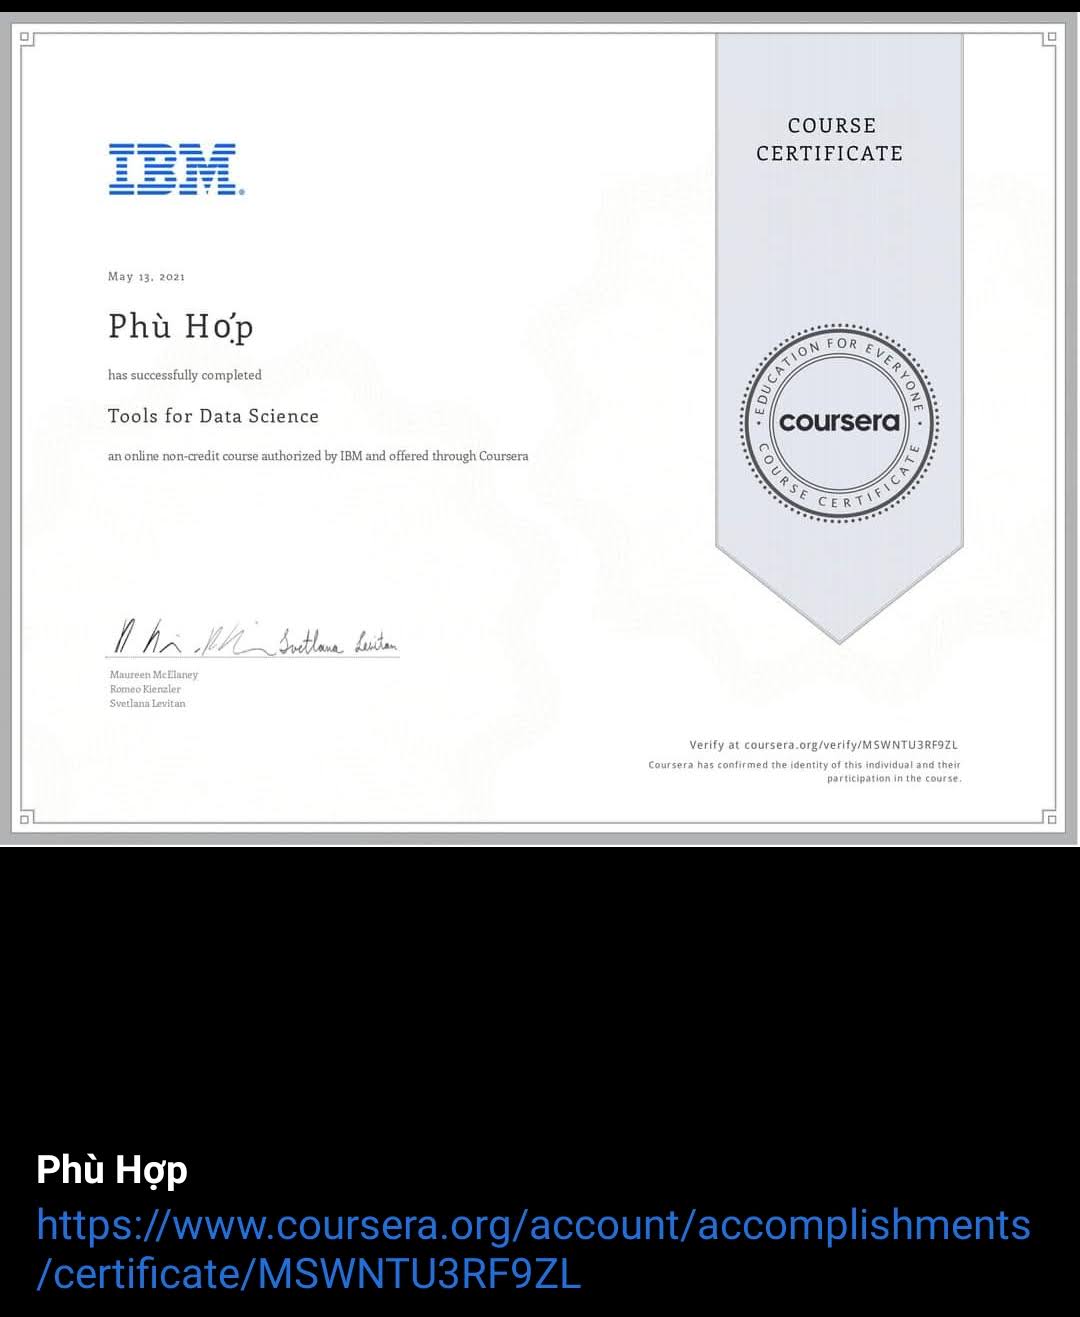 COURSE
CERTIFICATE
IBM
May 13, 2021
Phù Hợp
has successfully completed
Tools for Data Science
an online non-credit course authorized by IBM and offered through Coursera
EDUCATION FOR EVERYONE
coursera
COURSE CERTIFICATE
Svetlana Levitan
Maureen McElaney
Romeo Kienzler
Svetlana Levitan
Verify at coursera.org/verify/MSWNTU3RF9ZL
Coursera has confirmed the identity of this individual and their
participation in the course.
Phù Hợp
https://www.coursera.org/account/accomplishments
/certificate/MSWNTU3RF9ZL